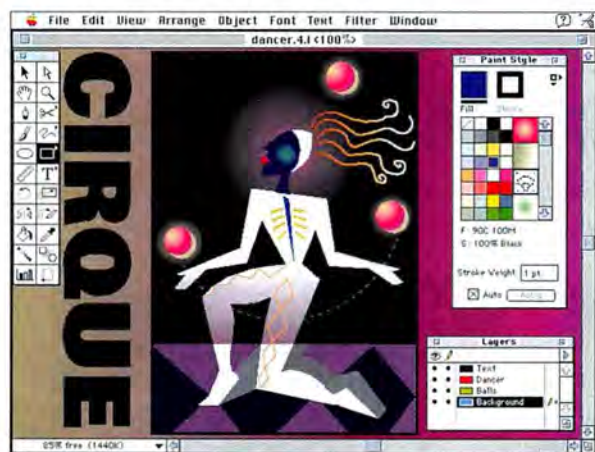 File Edit View Arrange Object Font Text Filter Window
dancer.4.1 <100%>
CIRQUE
Paint Style
Fill Stroke
F: 90C 100M
S: 100% Black
Stroke Weight 1 pt
Auto
Layers
Text
Dancer
Balls
Background
85% free (1440K)